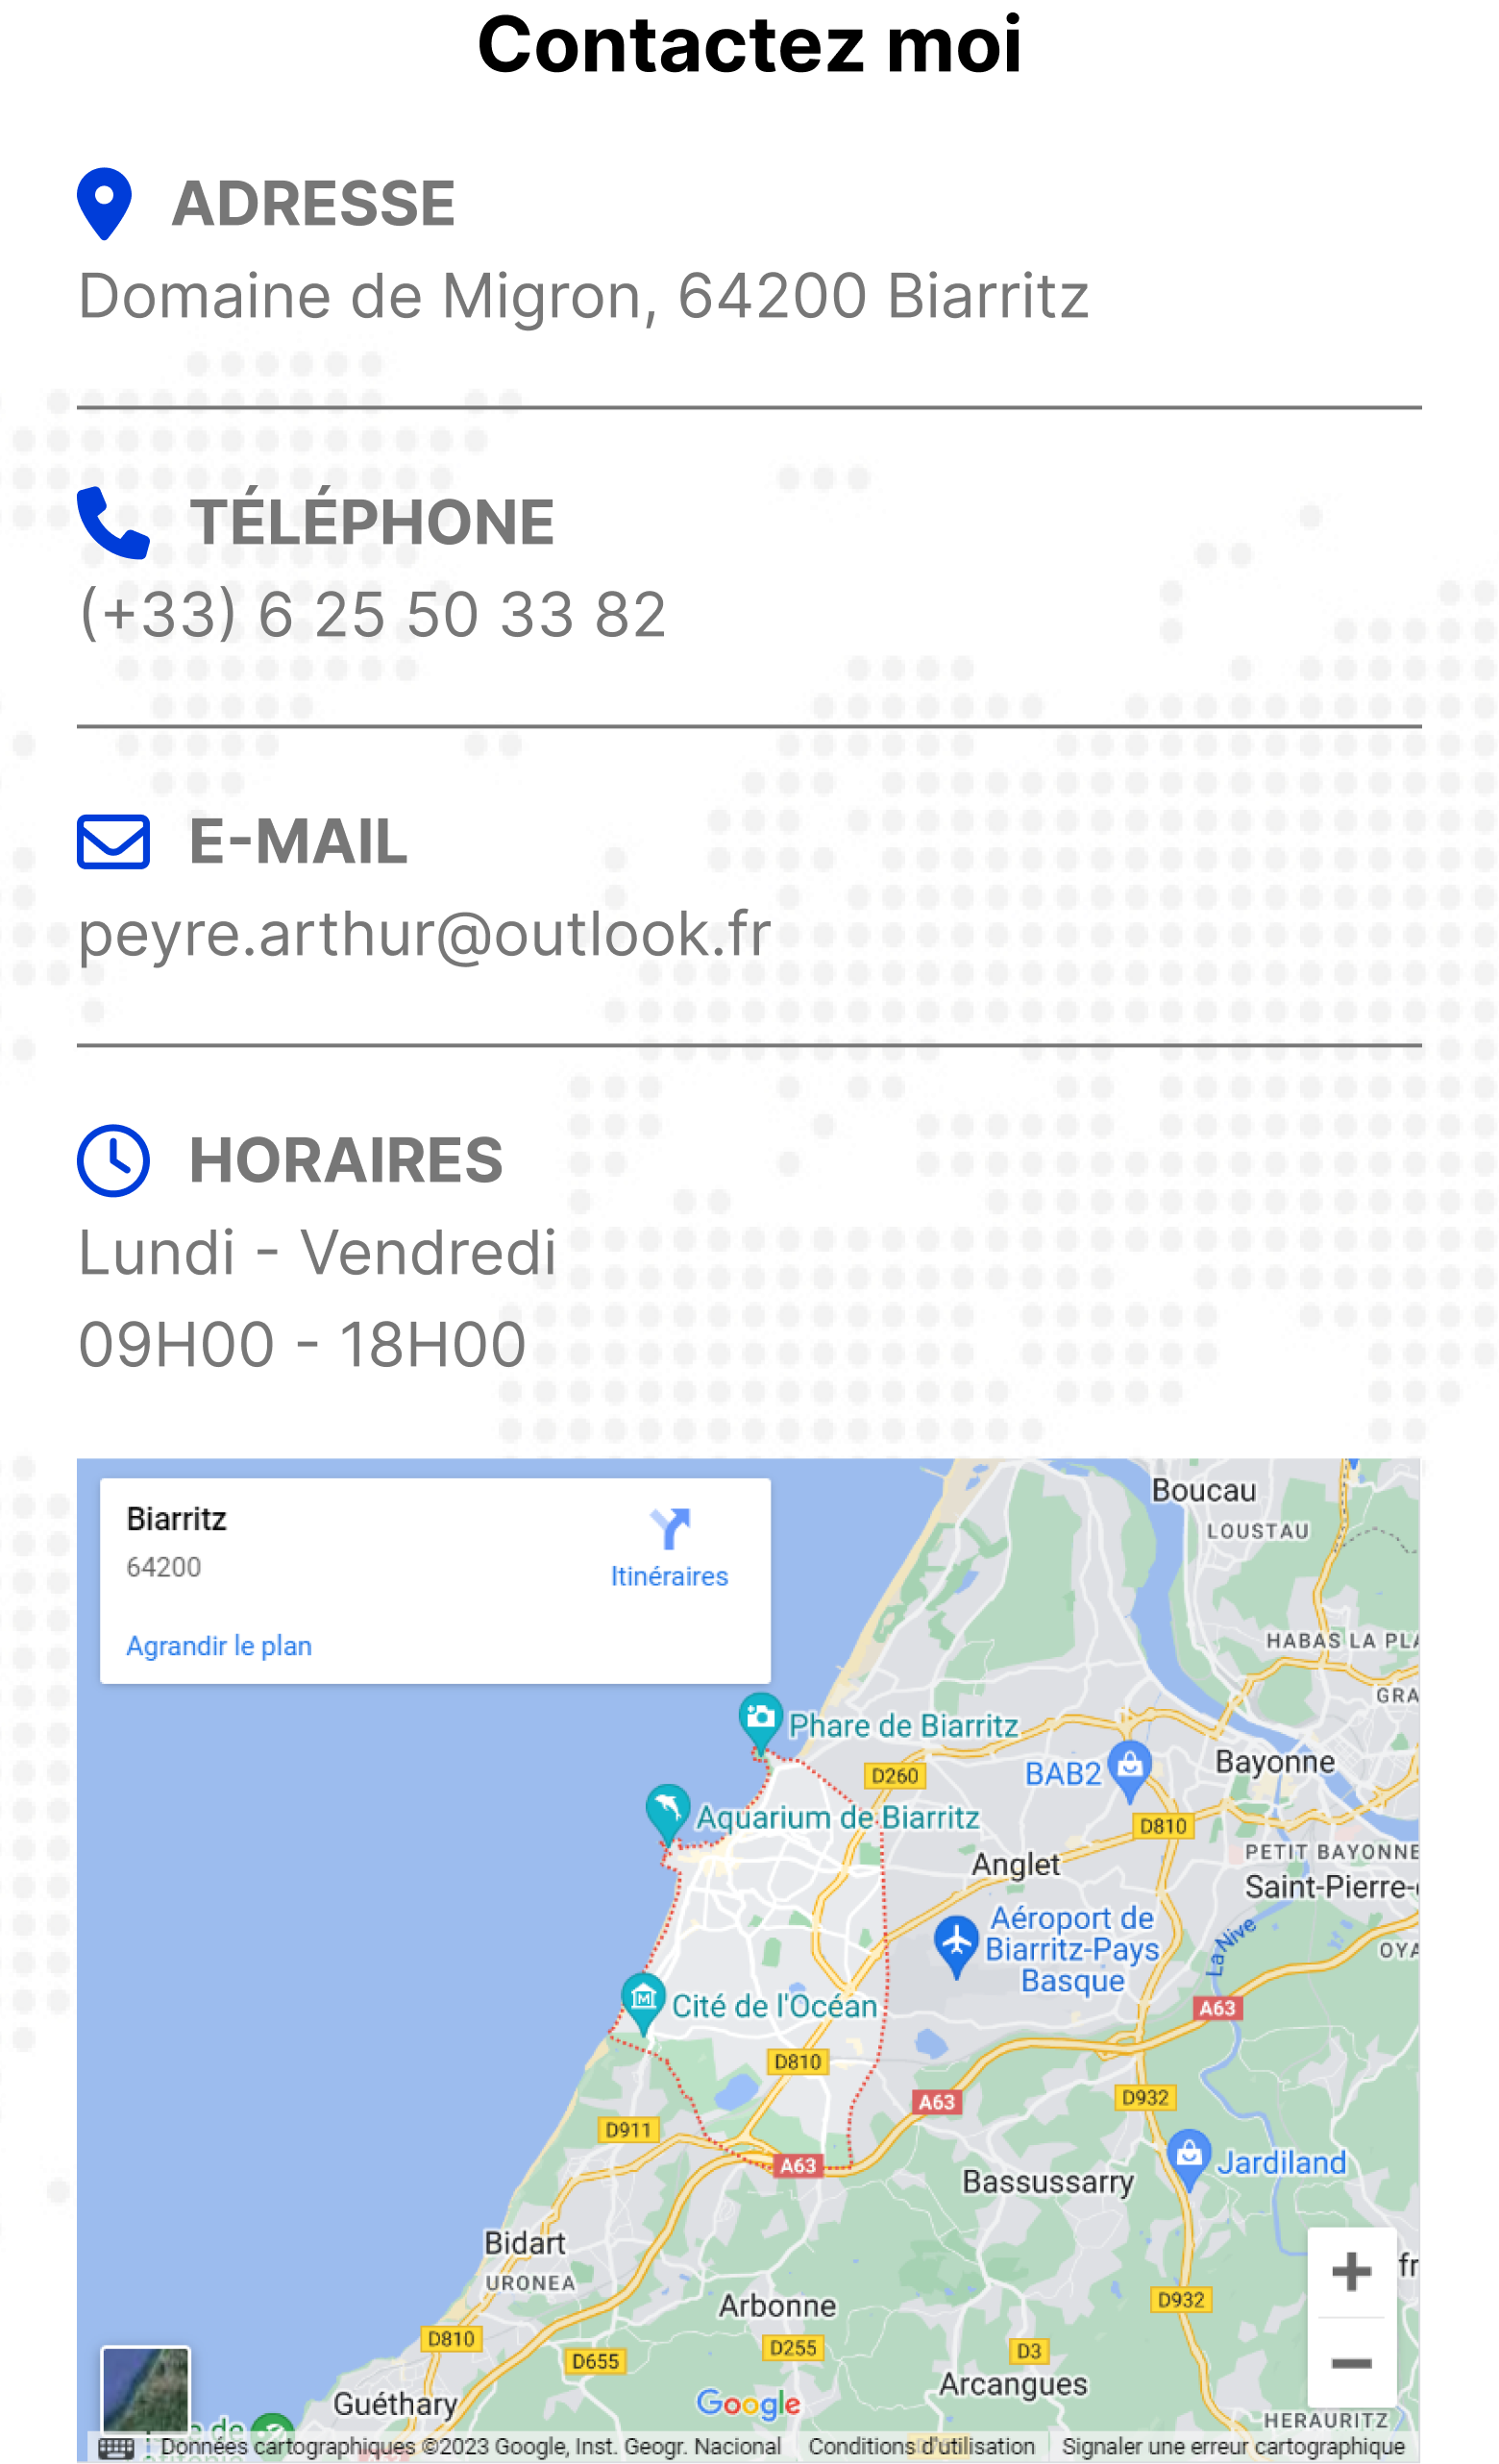 Contactez moi
ADRESSE
Domaine de Migron, 64200 Biarritz
TÉLÉPHONE
(+33) 6 25 50 33 82
E-MAIL
peyre.arthur@outlook.fr
HORAIRES
Lundi - Vendredi
09H00 - 18H00
Biarritz
64200
Itinéraires
Agrandir le plan
Boucau
LOUSTAU
HABAS LA
Phare de Biarritz
D260
BAB2
Bayonne
Aquarium de Biarritz
D810
Anglet
PETIT BAYONNE
Saint-Pierre-
Aéroport de
Biarritz-Pays
Basque
La Nive
Cité de l'Océan
A63
D810
A63
D932
D911
A63
Bassussarry
Jardiland
Bidart
URONEA
Arbonne
D932
D810
D655
D255
D3
Arcangues
Guéthary
Google
HERAURITZ
Données cartographiques ©2023 Google, Inst. Geogr. Nacional
Conditions d'utilisation
Signaler une erreur cartographique